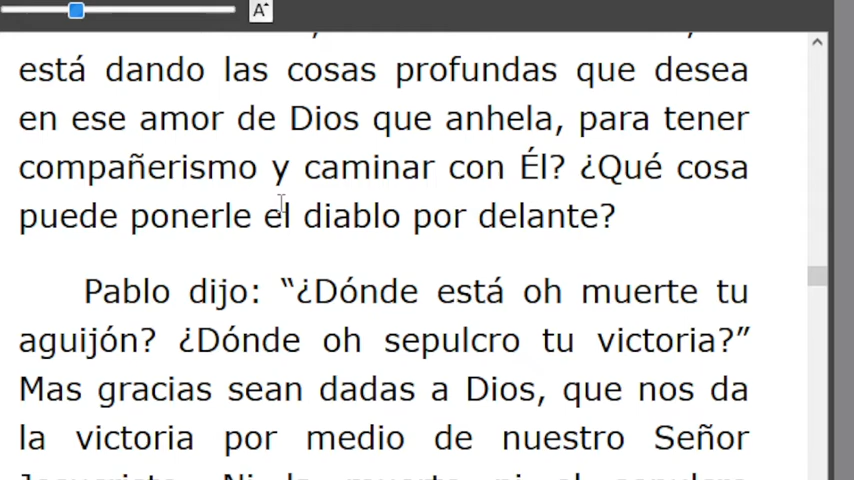 A
está dando las cosas profundas que desea
en ese amor de Dios que anhela, para tener
compañerismo y caminar con Él? ¿Qué cosa
puede ponerle el diablo por delante?
Pablo dijo: “¿Dónde está oh muerte tu
aguijón? ¿Dónde oh sepulcro tu victoria?”
Mas gracias sean dadas a Dios, que nos da
la victoria por medio de nuestro Señor